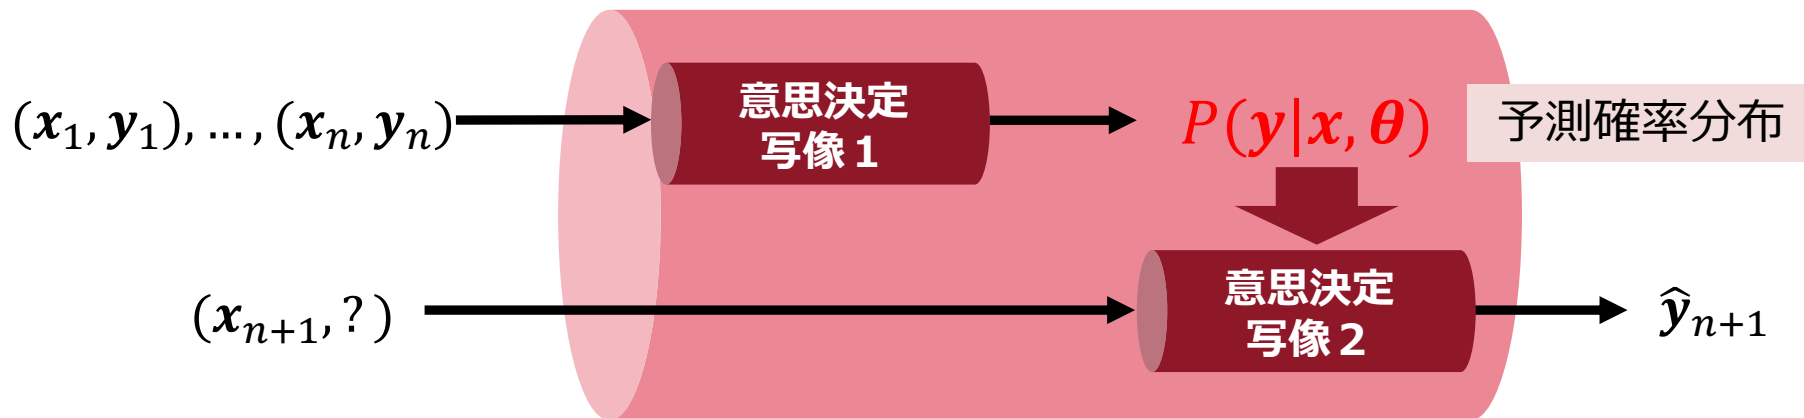 (x₁, y₁), … , (xₙ, yₙ)
意思決定
写像１
P(y|x, θ)
予測確率分布
(xₙ₊₁, ? )
意思決定
写像２
ŷₙ₊₁